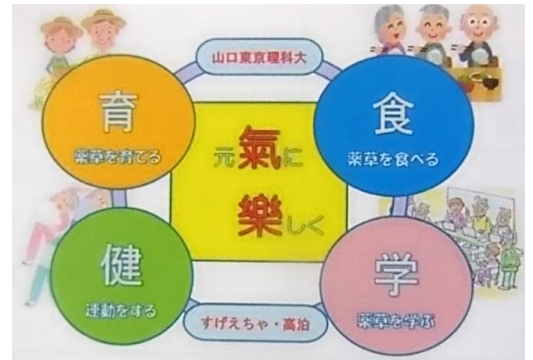 山口東京理科大
育
薬草を育てる
食
薬草を食べる
元氣に
樂しく
健
運動をする
学
薬草を学ぶ
すげえちゃ・高泊